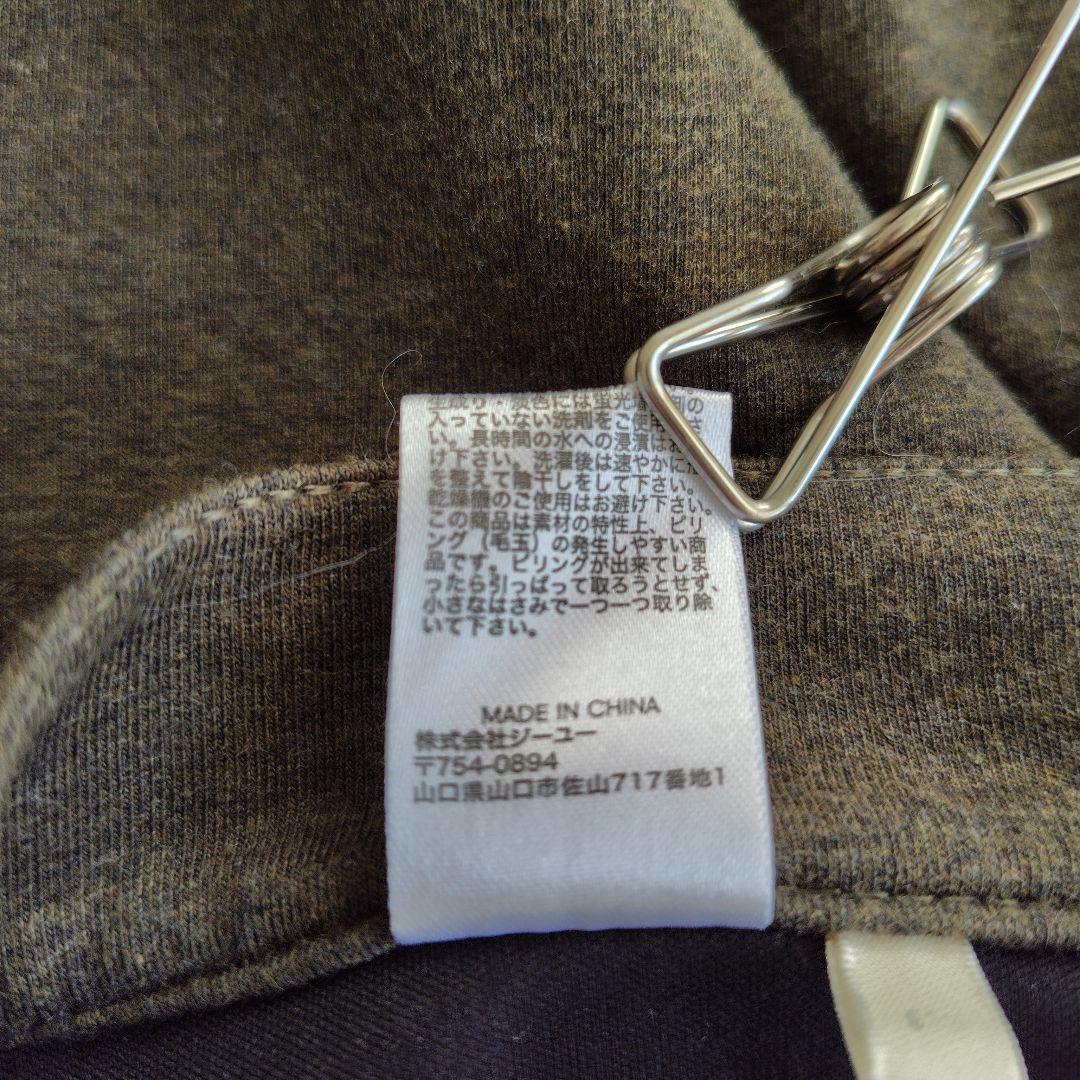 色には蛍光
入っていない洗剤をご使用
い。長時間の水への浸漬はお
け下さい。洗濯後は速やかに
を整えて陰干しをして下さい。
乾燥機のご使用はお避け下さい。
この商品は素材の特性上、ピリ
ング（毛玉）の発生しやすい商
品です。ピリングが出来てしま
ったら引っぱって取ろうとせず、
小さなはさみで一つ一つ取り除
いて下さい。
MADE IN CHINA
株式会社ジーユー
〒754-0894
山口県山口市佐山717番地1